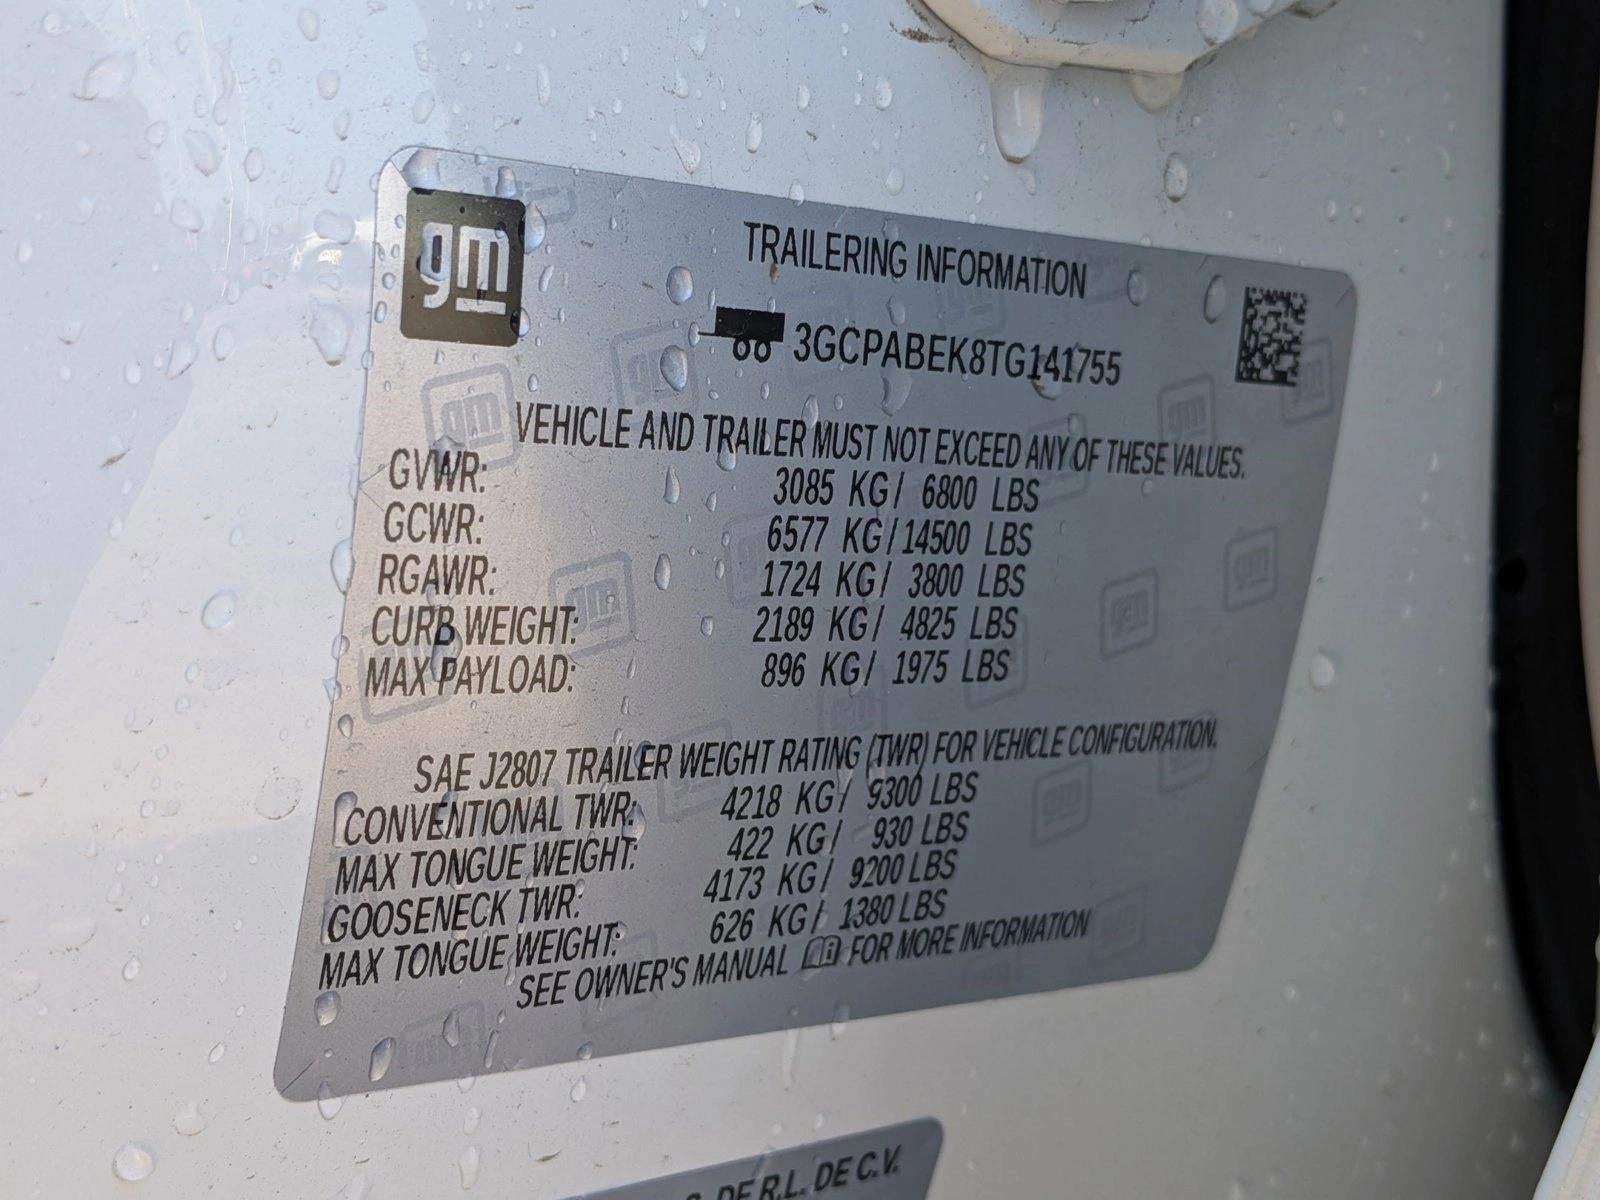 gm
TRAILERING INFORMATION
3GCPABEK8TG141755
VEHICLE AND TRAILER MUST NOT EXCEED ANY OF THESE VALUES.
GVWR: 3085 KG/ 6800 LBS
GCWR: 6577 KG/14500 LBS
RGAWR: 1724 KG/ 3800 LBS
CURB WEIGHT: 2189 KG/ 4825 LBS
MAX PAYLOAD: 896 KG/ 1975 LBS
SAE J2807 TRAILER WEIGHT RATING (TWR) FOR VEHICLE CONFIGURATION.
CONVENTIONAL TWR: 4218 KG/ 9300 LBS
MAX TONGUE WEIGHT: 422 KG/ 930 LBS
GOOSENECK TWR: 4173 KG/ 9200 LBS
MAX TONGUE WEIGHT: 626 KG/ 1380 LBS
SEE OWNER'S MANUAL FOR MORE INFORMATION
DE R.L. DE C.V.